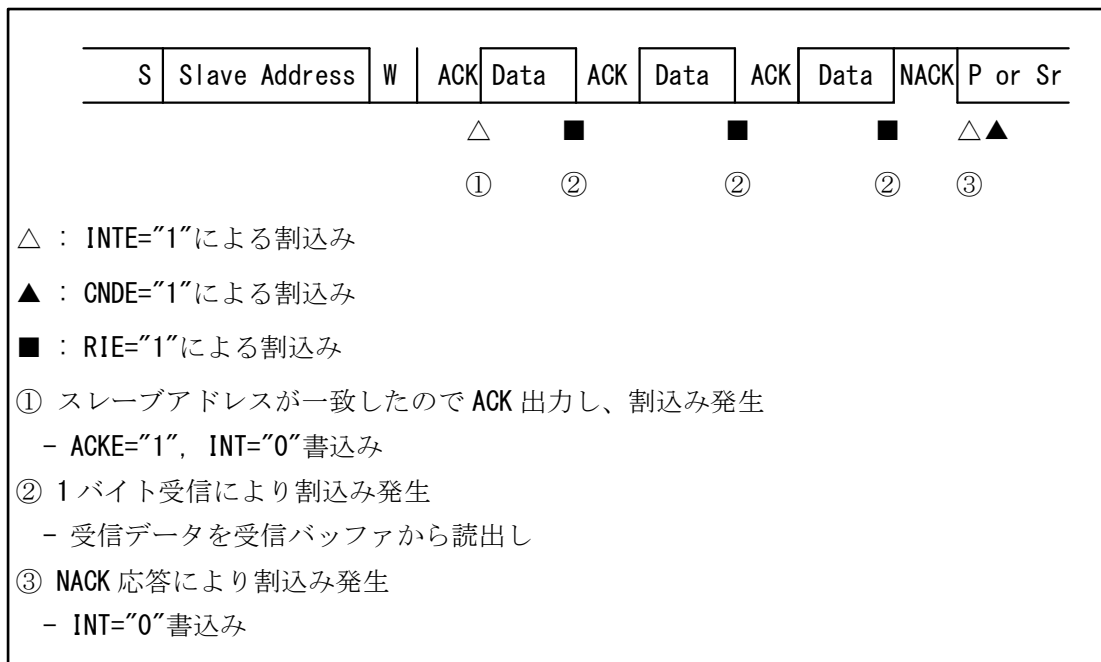 S Slave Address W ACK Data ACK Data ACK Data NACK P or Sr
△ ■ ■ ■ △▲
① ② ② ② ③
△ : INTE="1"による割込み
▲ : CNDE="1"による割込み
■ : RIE="1"による割込み
① スレーブアドレスが一致したので ACK 出力し、割込み発生
- ACKE="1", INT="0"書込み
② 1 バイト受信により割込み発生
- 受信データを受信バッファから読出し
③ NACK 応答により割込み発生
- INT="0"書込み